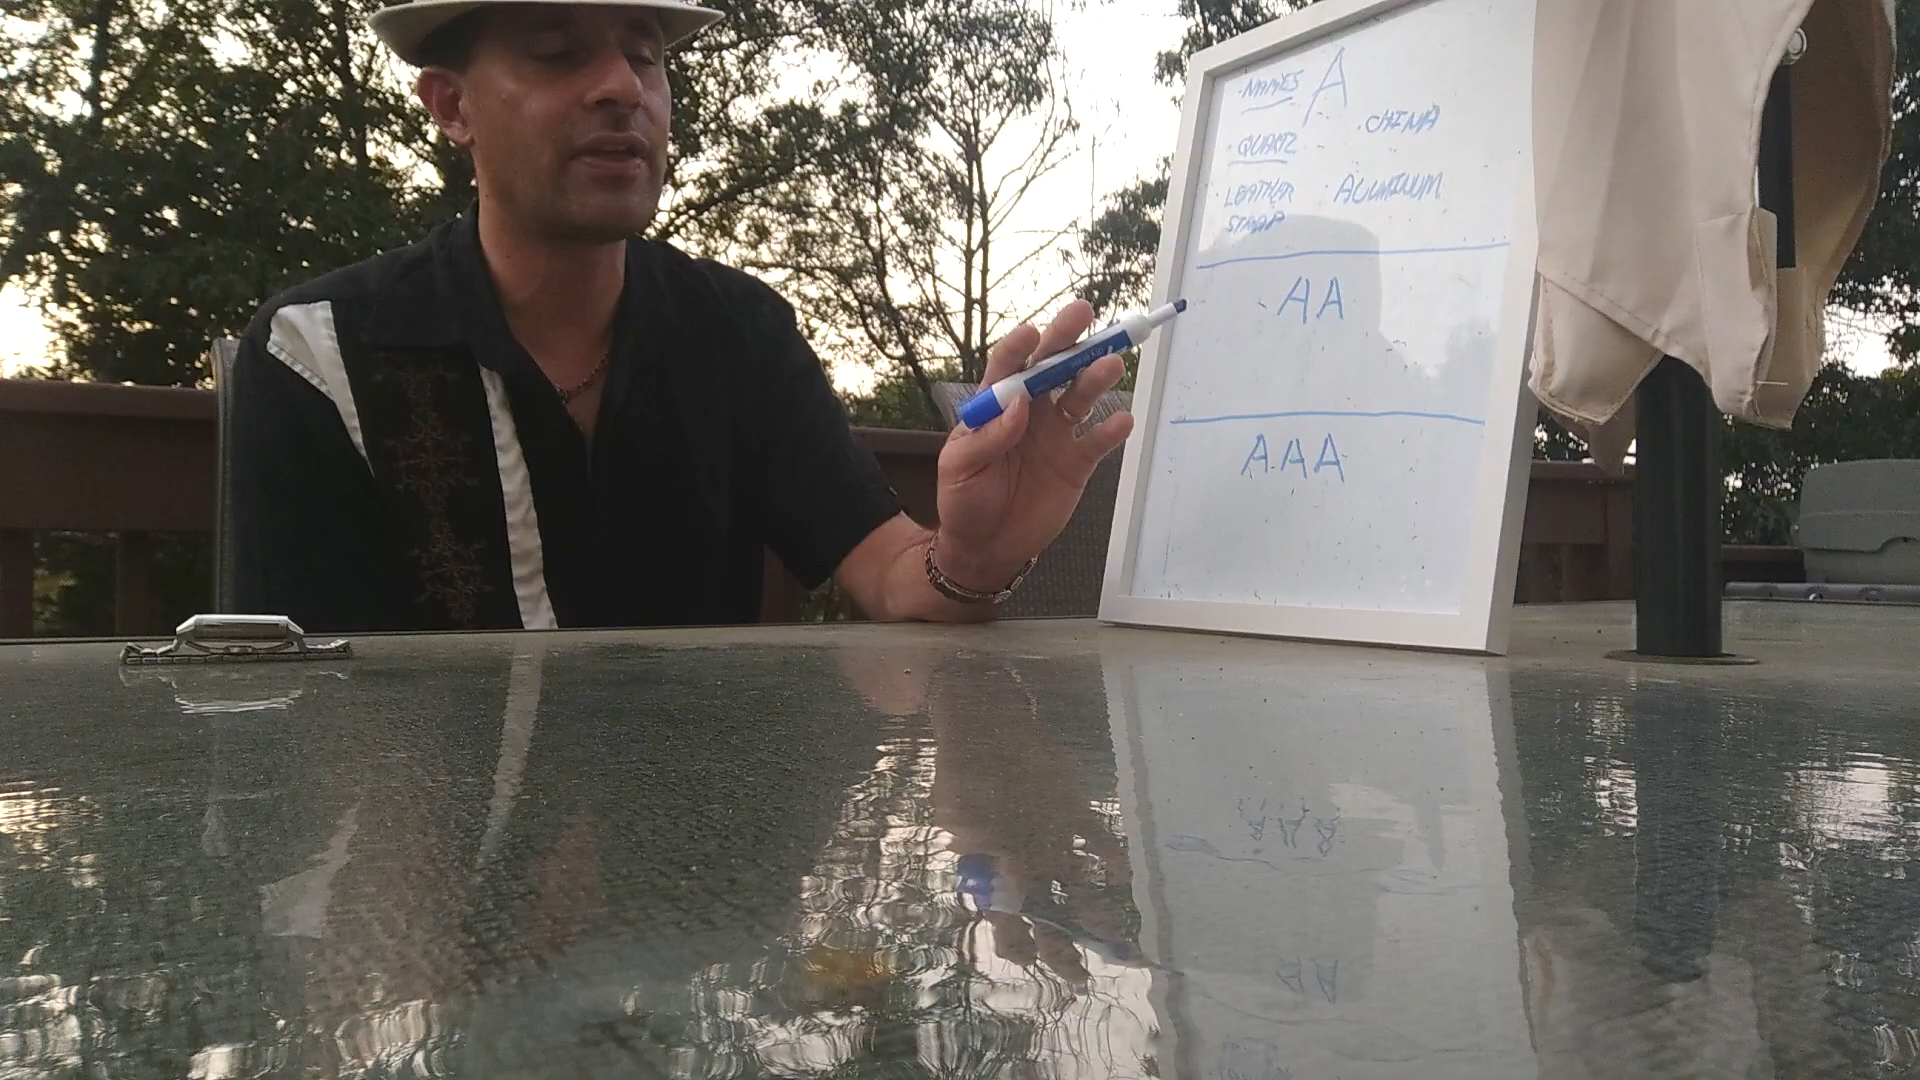 ·NAMES A
·CHINA
·QUARTZ
·LEATHER ·ALUMINUM
STRAP
AA
AAA